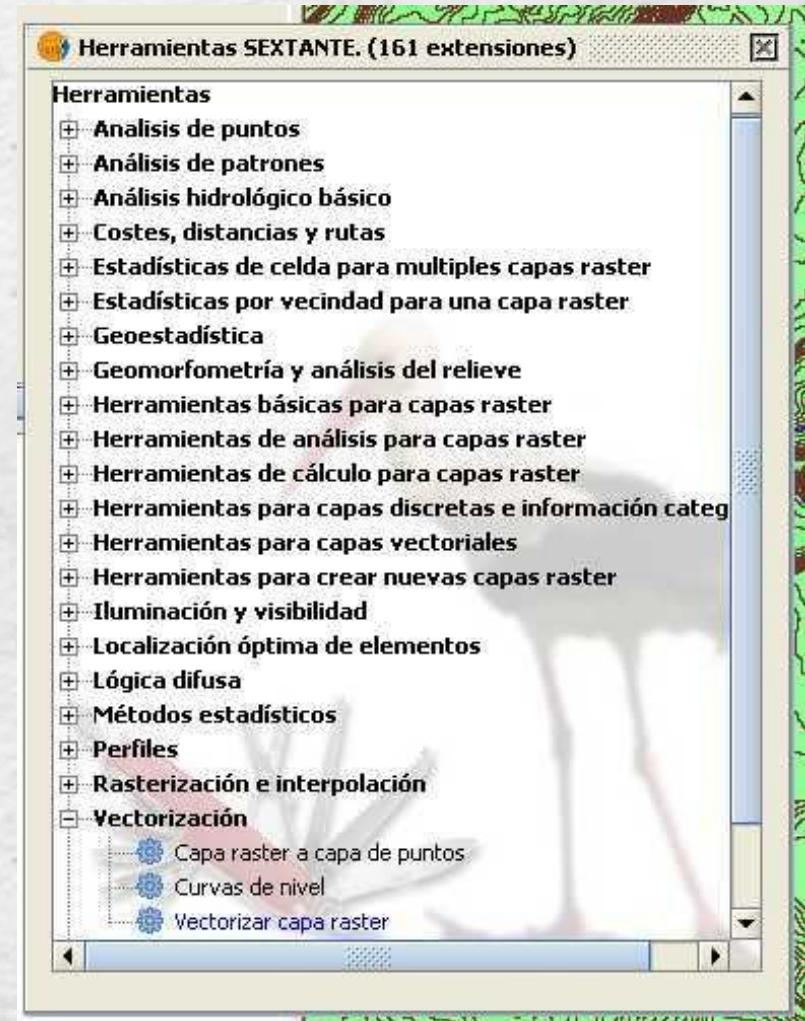 Herramientas SEXTANTE. (161 extensiones)
Herramientas
Analisis de puntos
Análisis de patrones
Análisis hidrológico básico
Costes, distancias y rutas
Estadísticas de celda para multiples capas raster
Estadísticas por vecindad para una capa raster
Geoestadística
Geomorfometría y análisis del relieve
Herramientas básicas para capas raster
Herramientas de análisis para capas raster
Herramientas de cálculo para capas raster
Herramientas para capas discretas e información categ
Herramientas para capas vectoriales
Herramientas para crear nuevas capas raster
Iluminación y visibilidad
Localización óptima de elementos
Lógica difusa
Métodos estadísticos
Perfiles
Rasterización e interpolación
Vectorización
Capa raster a capa de puntos
Curvas de nivel
Vectorizar capa raster